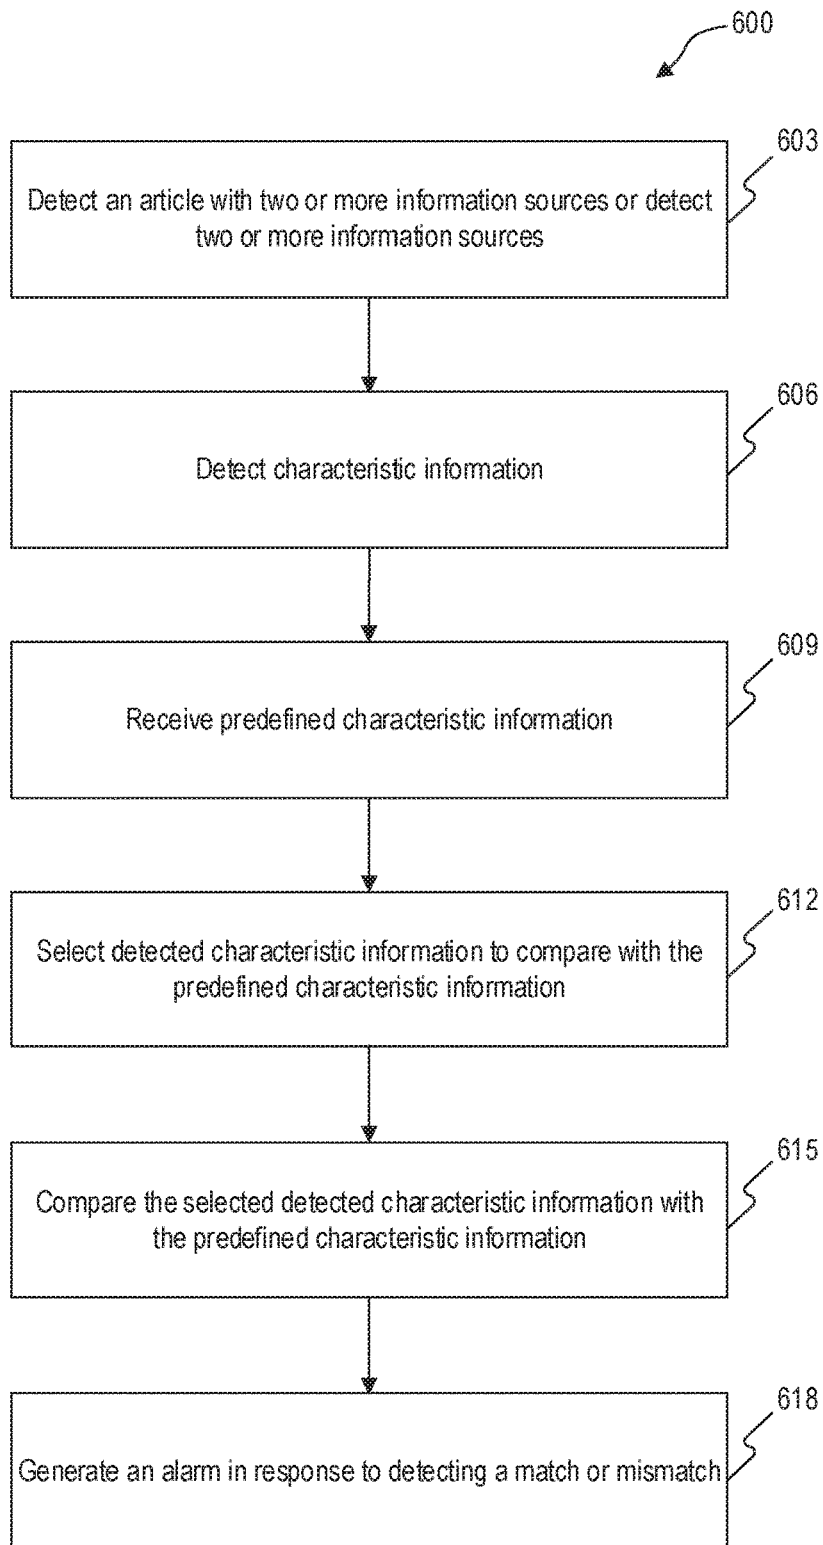 600
603
Detect an article with two or more information sources or detect
two or more information sources
606
Detect characteristic information
609
Receive predefined characteristic information
612
Select detected characteristic information to compare with the
predefined characteristic information
615
Compare the selected detected characteristic information with
the predefined characteristic information
618
Generate an alarm in response to detecting a match or mismatch